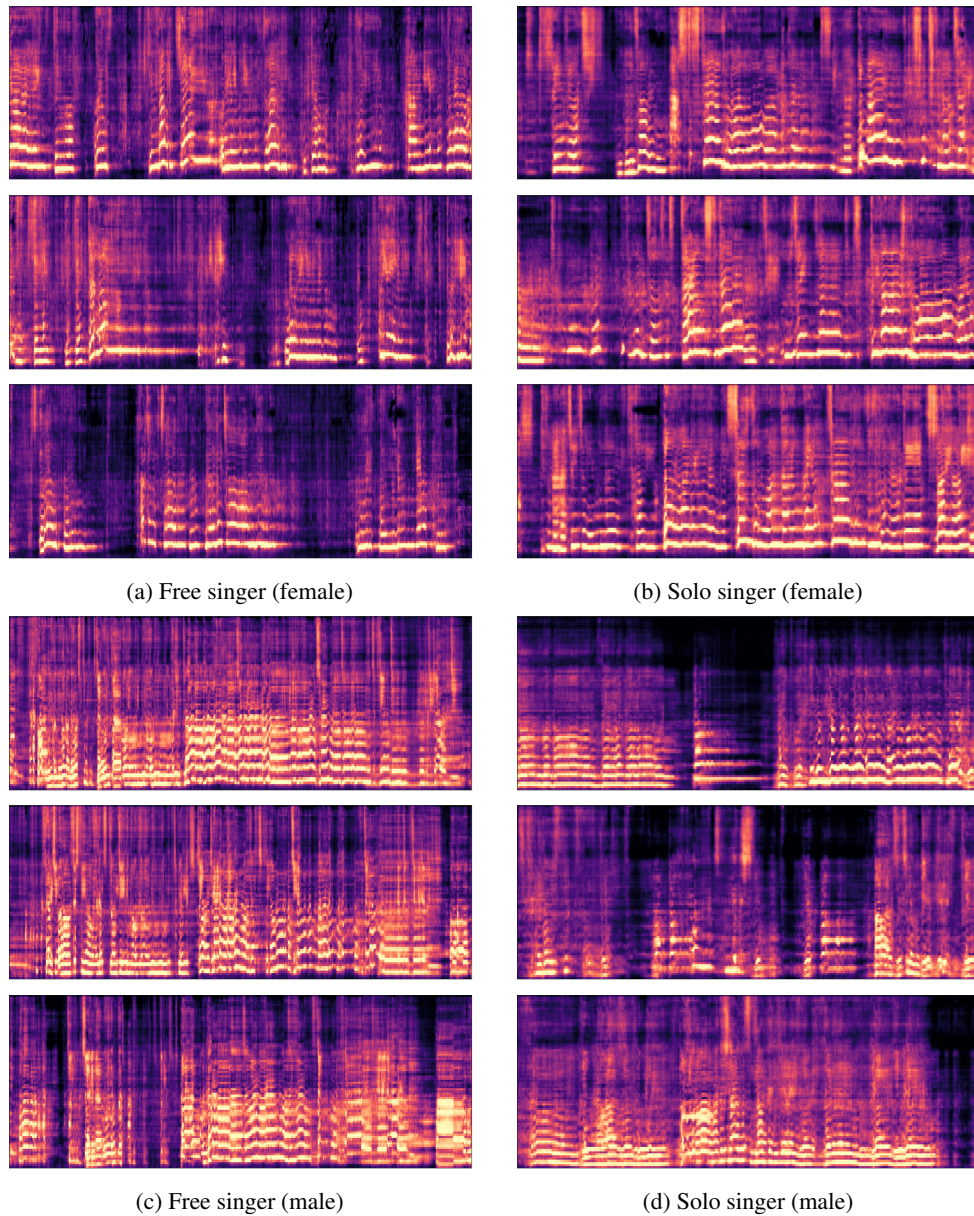 (a) Free singer (female)
(b) Solo singer (female)
(c) Free singer (male)
(d) Solo singer (male)